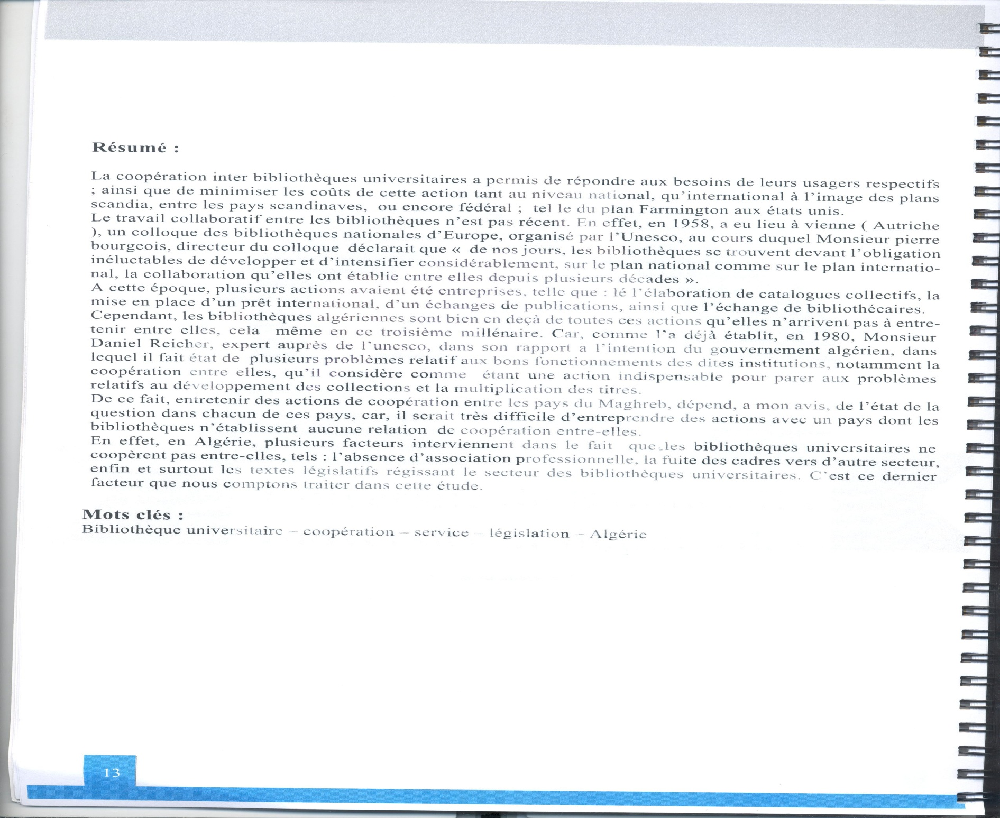 Résumé :
La coopération inter bibliothèques universitaires a permis de répondre aux besoins de leurs usagers respectifs
; ainsi que de minimiser les coûts de cette action tant au niveau national, qu’international à l’image des plans
scandia, entre les pays scandinaves, ou encore fédéral ; tel le du plan Farmington aux états unis.
Le travail collaboratif entre les bibliothèques n’est pas récent. En effet, en 1958, a eu lieu à vienne ( Autriche
), un colloque des bibliothèques nationales d’Europe, organisé par l’Unesco, au cours duquel Monsieur pierre
bourgeois, directeur du colloque déclarait que « de nos jours, les bibliothèques se trouvent devant l’obligation
inéluctables de développer et d’intensifier considérablement, sur le plan national comme sur le plan internatio-
nal, la collaboration qu’elles ont établie entre elles depuis plusieurs décades ».
A cette époque, plusieurs actions avaient été entreprises, telle que : lé l’élaboration de catalogues collectifs, la
mise en place d’un prêt international, d’un échanges de publications, ainsi que l’échange de bibliothécaires.
Cependant, les bibliothèques algériennes sont bien en deçà de toutes ces actions qu’elles n’arrivent pas à entre-
tenir entre elles, cela même en ce troisième millénaire. Car, comme l’a déjà établit, en 1980, Monsieur
Daniel Reicher, expert auprès de l’unesco, dans son rapport a l’intention du gouvernement algérien, dans
lequel il fait état de plusieurs problèmes relatif aux bons fonctionnements des dites institutions, notamment la
coopération entre elles, qu’il considère comme étant une action indispensable pour parer aux problèmes
relatifs au développement des collections et la multiplication des titres.
De ce fait, entretenir des actions de coopération entre les pays du Maghreb, dépend, a mon avis, de l’état de la
question dans chacun de ces pays, car, il serait très difficile d’entreprendre des actions avec un pays dont les
bibliothèques n’établissent aucune relation de coopération entre-elles.
En effet, en Algérie, plusieurs facteurs interviennent dans le fait que les bibliothèques universitaires ne
coopèrent pas entre-elles, tels : l’absence d’association professionnelle, la fuite des cadres vers d’autre secteur,
enfin et surtout les textes législatifs régissant le secteur des bibliothèques universitaires. C’est ce dernier
facteur que nous comptons traiter dans cette étude.
Mots clés :
Bibliothèque universitaire – coopération – service – législation – Algérie
13